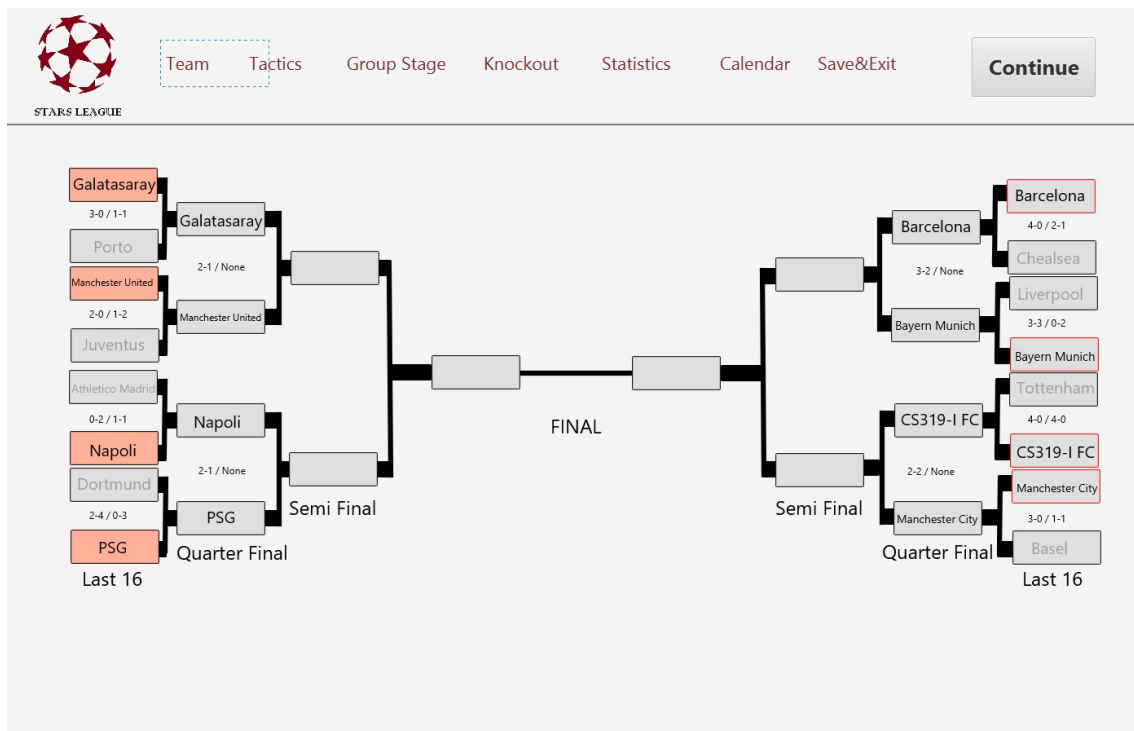 STARS LEAGUE
Team
Tactics
Group Stage
Knockout
Statistics
Calendar
Save&Exit
Continue
Galatasaray
3-0 / 1-1
Porto
Manchester United
2-0 / 1-2
Juventus
Athletico Madrid
0-2 / 1-1
Napoli
Dortmund
2-4 / 0-3
PSG
Last 16
Galatasaray
2-1 / None
Manchester United
Napoli
2-1 / None
PSG
Quarter Final
Semi Final
FINAL
Semi Final
Barcelona
3-2 / None
Bayern Munich
CS319-I FC
2-2 / None
Manchester City
Quarter Final
Barcelona
4-0 / 2-1
Chealsea
Liverpool
3-3 / 0-2
Bayern Munich
Tottenham
4-0 / 4-0
CS319-I FC
Manchester City
3-0 / 1-1
Basel
Last 16